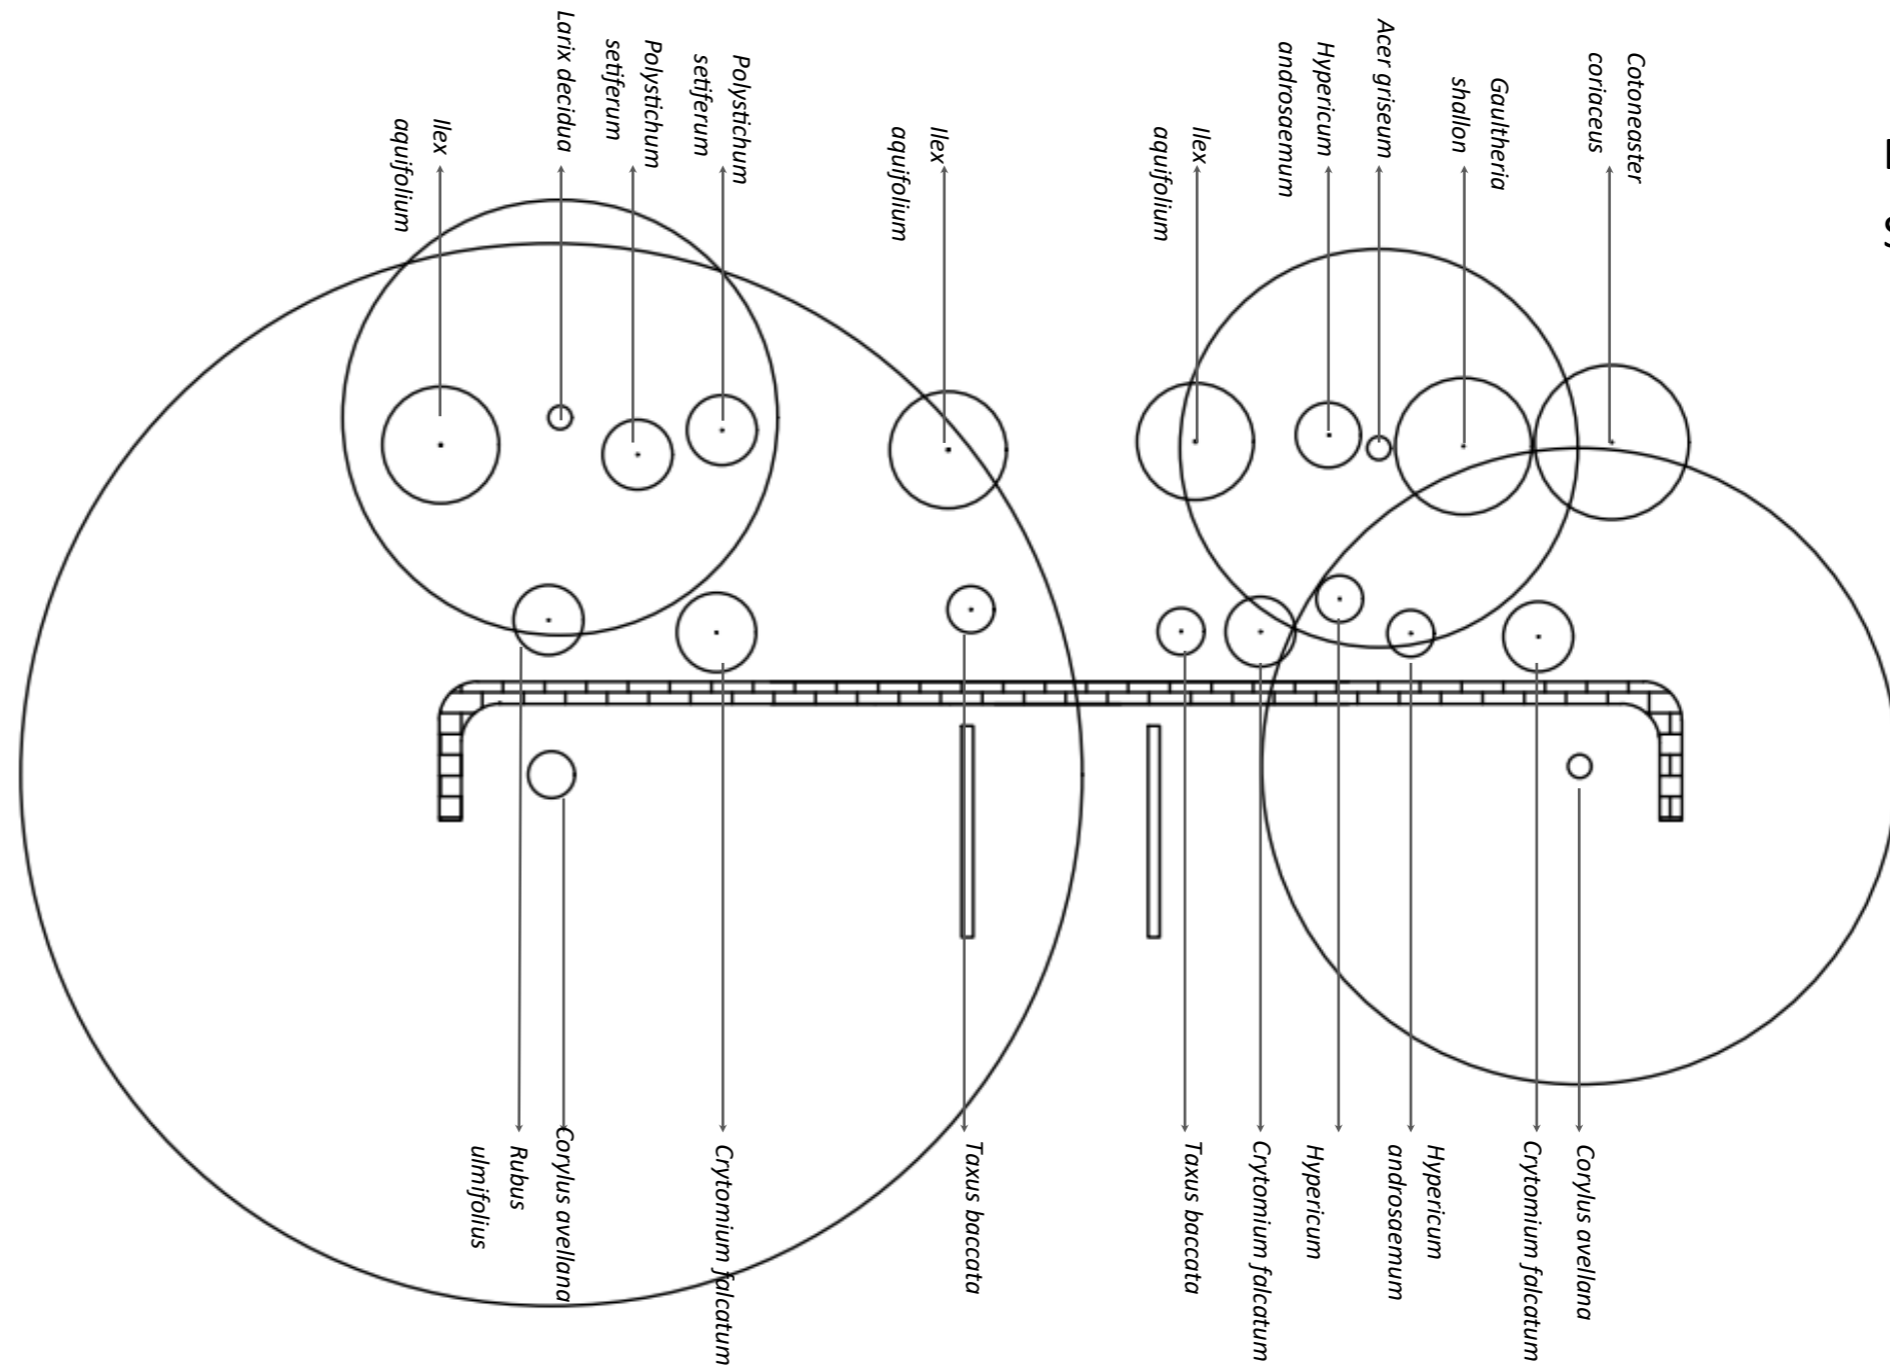 Ilex
aquifolium
Larix decidua
Polystichum
setiferum
Polystichum
setiferum
Ilex
aquifolium
Ilex
aquifolium
Hypericum
androsaemum
Acer griseum
Gaultheria
shallon
Cotoneaster
coriaceus
Rubus
ulmifolius
Corylus avellana
Crytomium falcatum
Taxus baccata
Taxus baccata
Crytomium falcatum
Hypericum
Hypericum
androsaemum
Crytomium falcatum
Corylus avellana